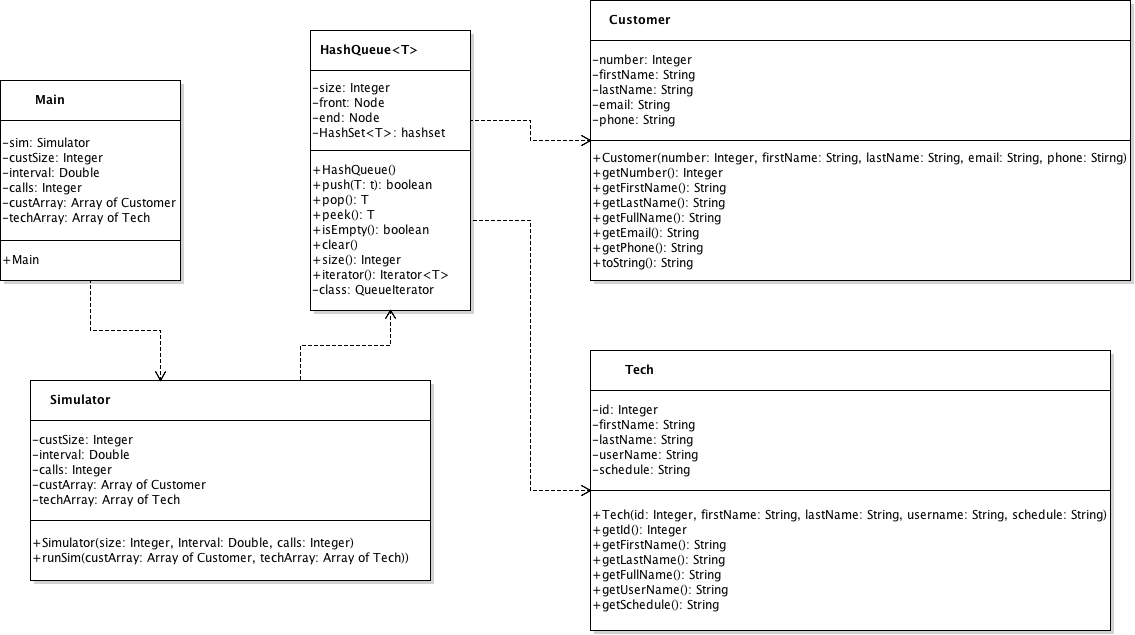 Main
-sim: Simulator
-custSize: Integer
-interval: Double
-calls: Integer
-custArray: Array of Customer
-techArray: Array of Tech
+Main
HashQueue<T>
-size: Integer
-front: Node
-end: Node
-HashSet<T>: hashset
+HashQueue()
+push(T: t): boolean
+pop(): T
+peek(): T
+isEmpty(): boolean
+clear()
+size(): Integer
+iterator(): Iterator<T>
-class: QueueIterator
Customer
-number: Integer
-firstName: String
-lastName: String
-email: String
-phone: String
+Customer(number: Integer, firstName: String, lastName: String, email: String, phone: Stirng)
+getNumber(): Integer
+getFirstName(): String
+getLastName(): String
+getFullName(): String
+getEmail(): String
+getPhone(): String
+toString(): String
Simulator
-custSize: Integer
-interval: Double
-calls: Integer
-custArray: Array of Customer
-techArray: Array of Tech
+Simulator(size: Integer, Interval: Double, calls: Integer)
+runSim(custArray: Array of Customer, techArray: Array of Tech))
Tech
-id: Integer
-firstName: String
-lastName: String
-userName: String
-schedule: String
+Tech(id: Integer, firstName: String, lastName: String, username: String, schedule: String)
+getId(): Integer
+getFirstName(): String
+getLastName(): String
+getFullName(): String
+getUserName(): String
+getSchedule(): String